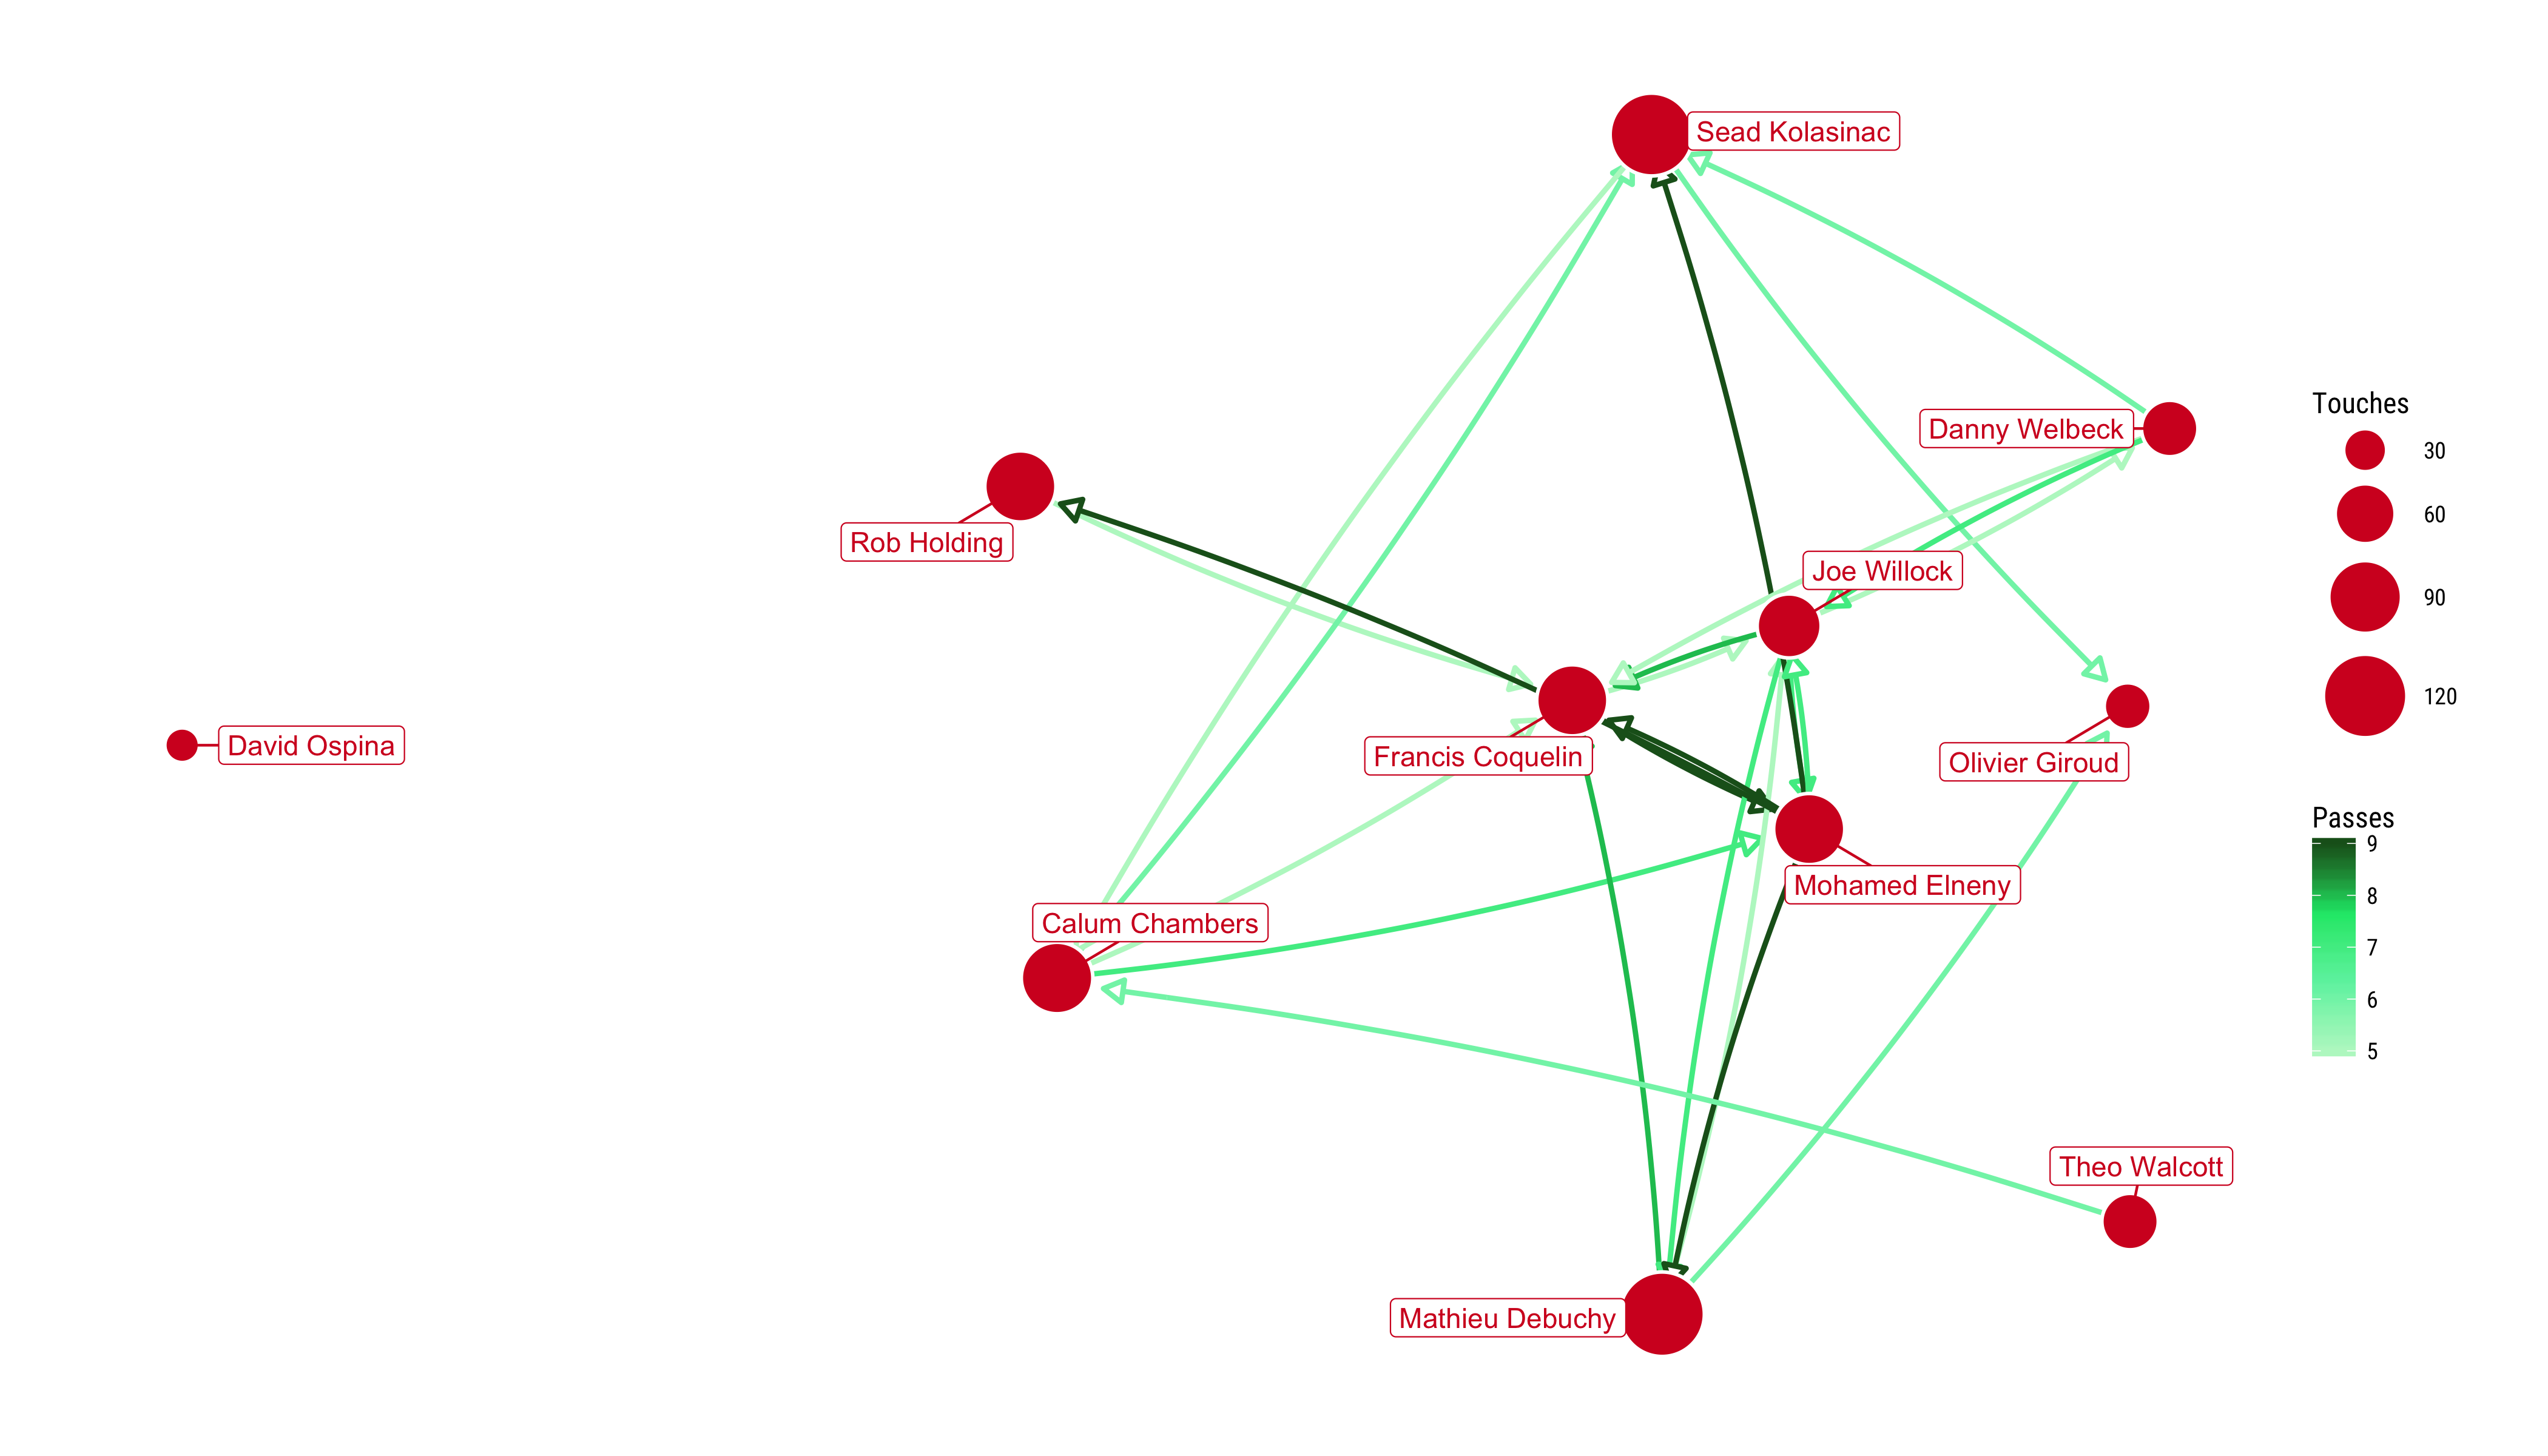 Sead Kolasinac
Danny Welbeck
Rob Holding
Joe Willock
David Ospina
Francis Coquelin
Olivier Giroud
Mohamed Elneny
Calum Chambers
Theo Walcott
Mathieu Debuchy
Touches
30
60
90
120
Passes
9
8
7
6
5